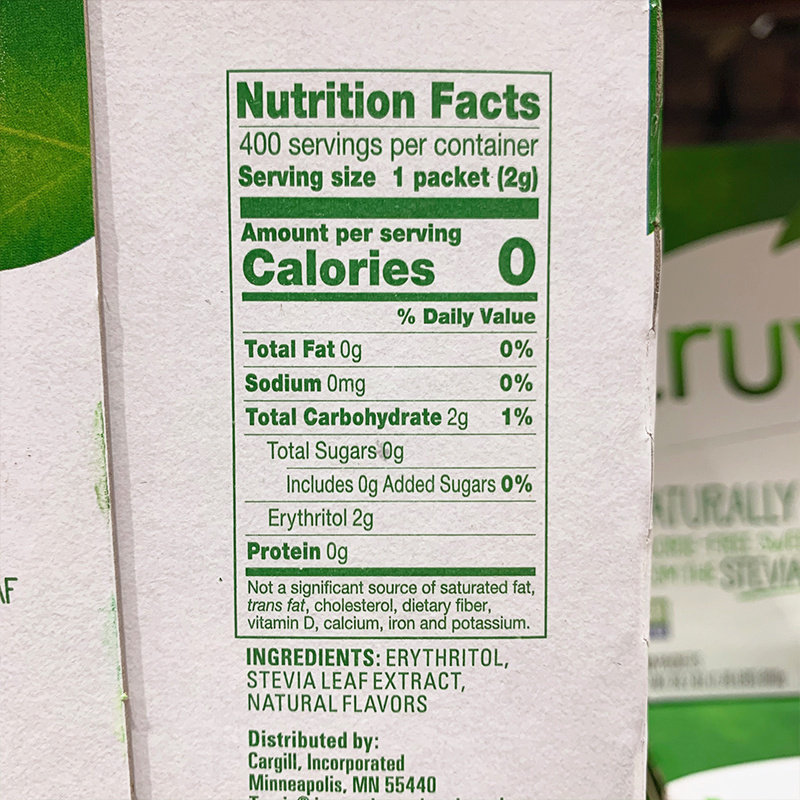 Nutrition Facts
400 servings per container
Serving size 1 packet (2g)
Amount per serving
Calories 0
% Daily Value
Total Fat 0g 0%
Sodium 0mg 0%
Total Carbohydrate 2g 1%
Total Sugars 0g
Includes 0g Added Sugars 0%
Erythritol 2g
Protein 0g
Not a significant source of saturated fat,
trans fat, cholesterol, dietary fiber,
vitamin D, calcium, iron and potassium.
INGREDIENTS: ERYTHRITOL,
STEVIA LEAF EXTRACT,
NATURAL FLAVORS
Distributed by:
Cargill, Incorporated
Minneapolis, MN 55440
AF
ruv
ATURALLY
STEVIA